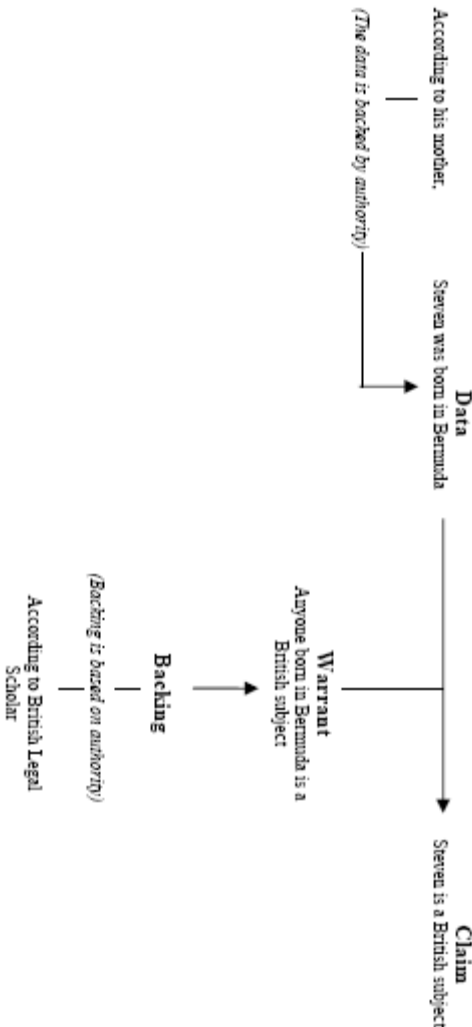 Data
Claim
According to his mother,
Steven was born in Bermuda
Steven is a British subject
(The data is backed by authority)
Warrant
Anyone born in Bermuda is a
British subject
Backing
(Backing is based on authority)
According to British Legal
Scholar